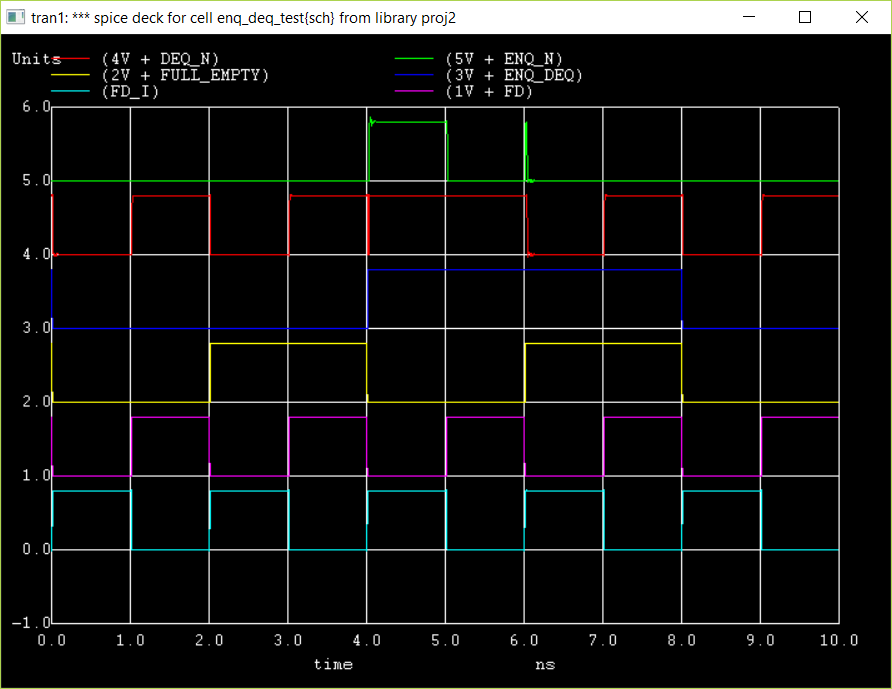 tran1: *** spice deck for cell enq_deq_test{sch} from library proj2
Units (4V + DEQ_N) (5V + ENQ_N)
(2V + FULL_EMPTY) (3V + ENQ_DEQ)
(FD_I) (1V + FD)
6.0
5.0
4.0
3.0
2.0
1.0
0.0
-1.0
0.0 1.0 2.0 3.0 4.0 5.0 6.0 7.0 8.0 9.0 10.0
time ns